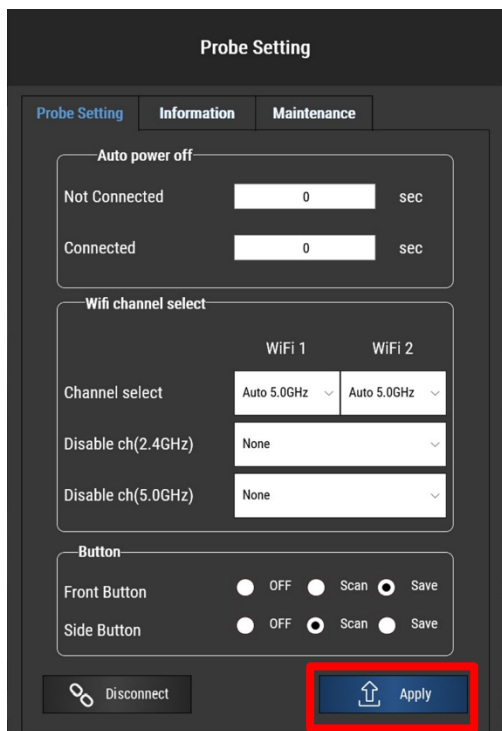 Probe Setting
Probe Setting Information Maintenance
Auto power off
Not Connected 0 sec
Connected 0 sec
Wifi channel select
WiFi 1 WiFi 2
Channel select Auto 5.0GHz Auto 5.0GHz
Disable ch(2.4GHz) None
Disable ch(5.0GHz) None
Button
Front Button OFF Scan Save
Side Button OFF Scan Save
Disconnect Apply